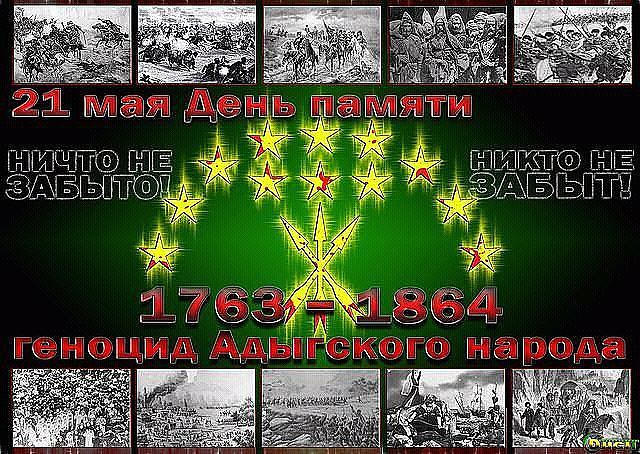 21 мая День памяти
НИЧТО НЕ
ЗАБЫТО!
НИКТО НЕ
ЗАБЫТ!
1763 - 1864
геноцид Адыгского народа